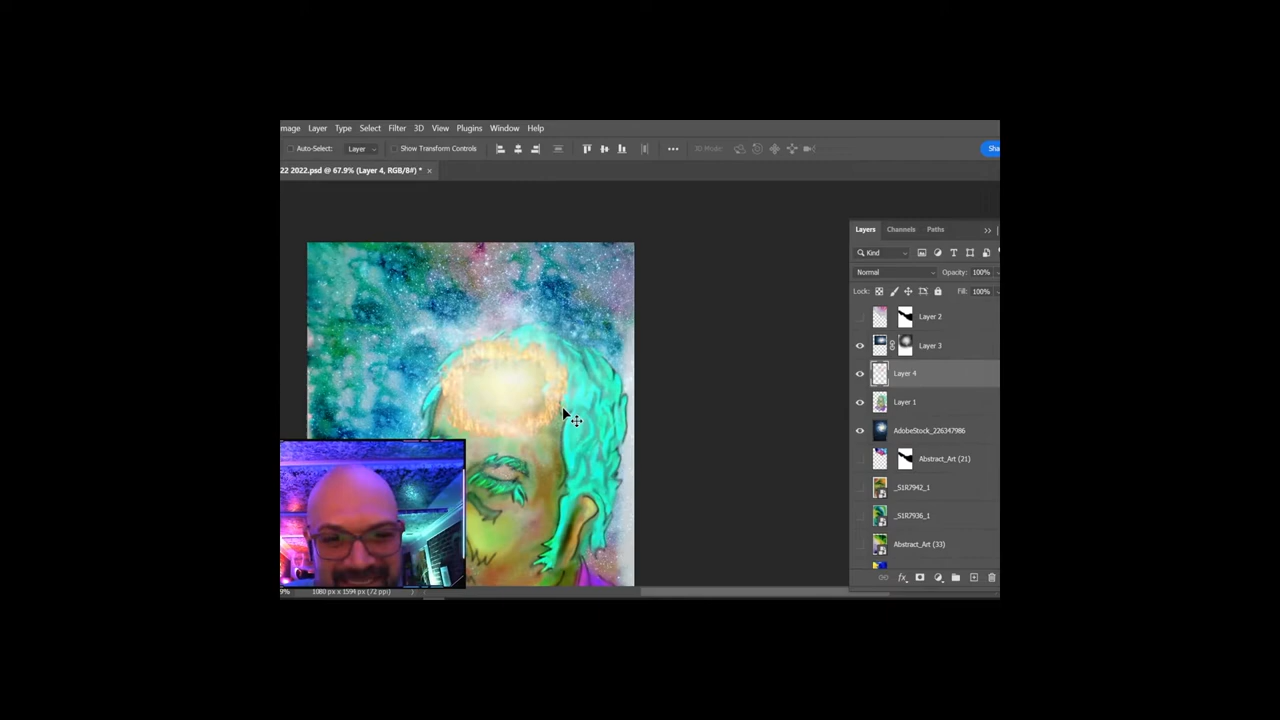 mage Layer Type Select Filter 3D View Plugins Window Help
Auto-Select: Layer Show Transform Controls 3D Mode: Sha
22 2022.psd @ 67.9% (Layer 4, RGB/8#) * ×
Layers Channels Paths
Kind
Normal Opacity: 100%
Lock: Fill: 100%
Layer 2
Layer 3
Layer 4
Layer 1
AdobeStock_226347986
Abstract_Art (21)
_S1R7942_1
_S1R7936_1
Abstract_Art (33)
fx
9% 1080 px x 1594 px (72 ppi)